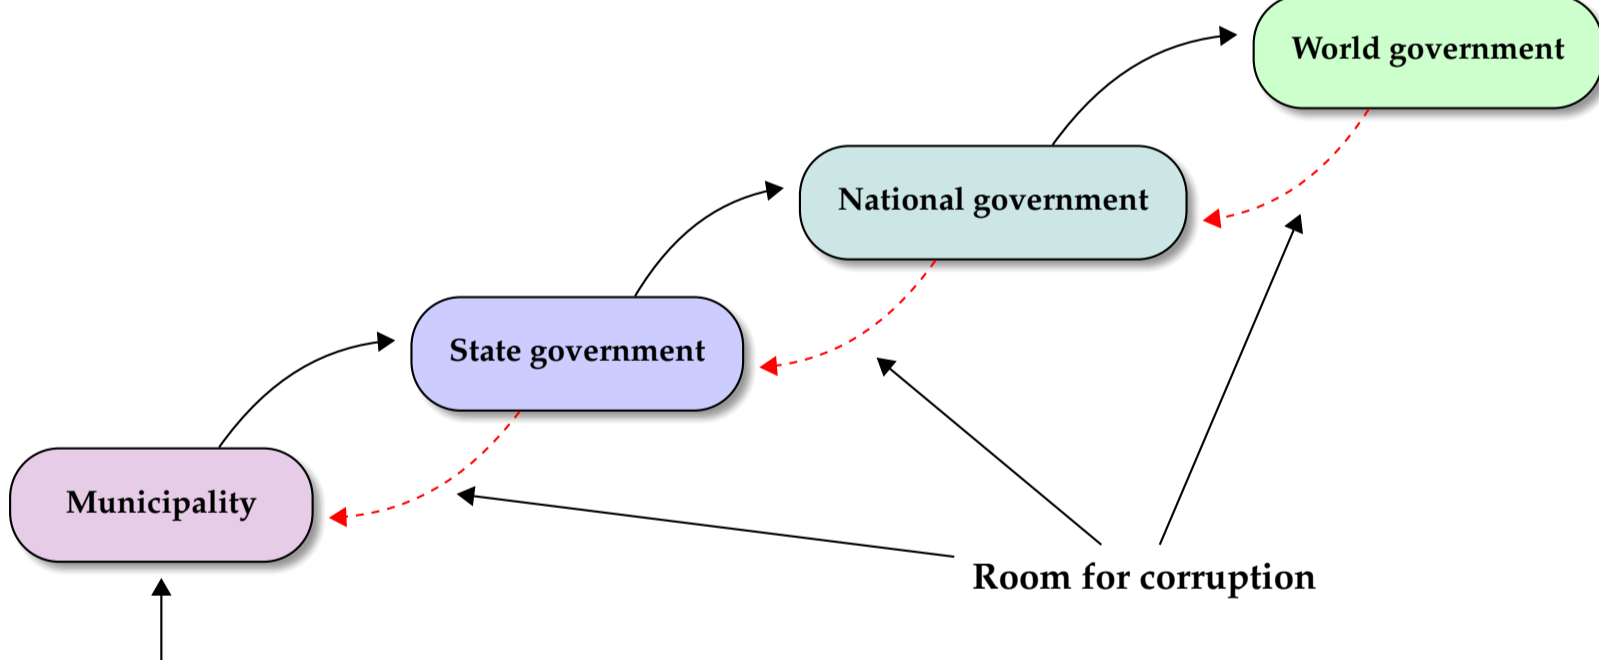 World government
National government
State government
Municipality
Room for corruption